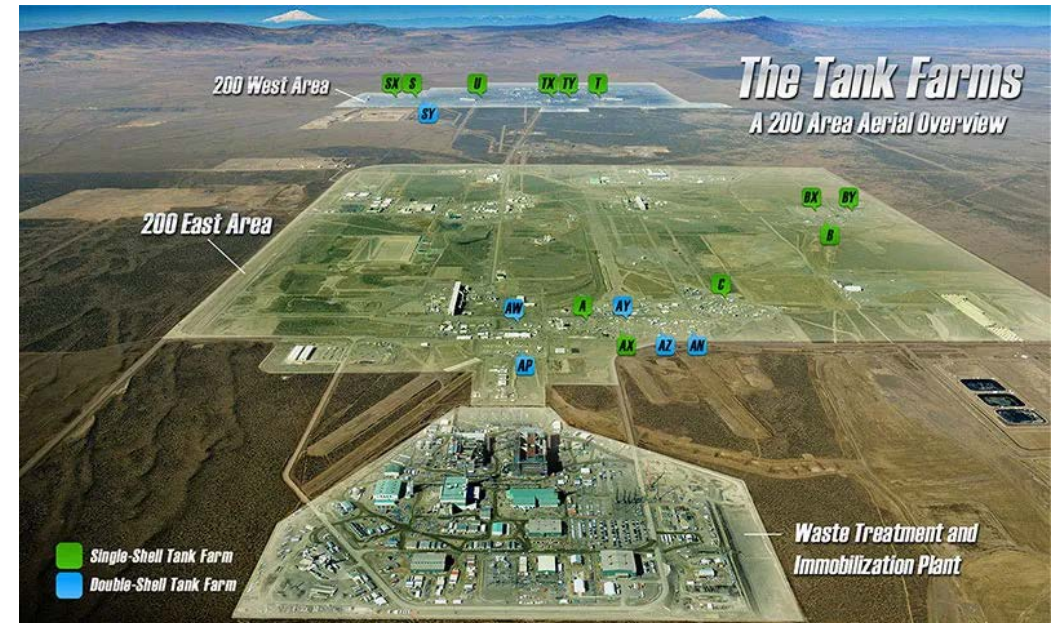 The Tank Farms
A 200 Area Aerial Overview
200 West Area
SX
S
U
TX
TY
T
SY
200 East Area
BX
BY
B
C
AW
A
AY
AX
AZ
AN
AP
Waste Treatment and
Immobilization Plant
Single-Shell Tank Farm
Double-Shell Tank Farm